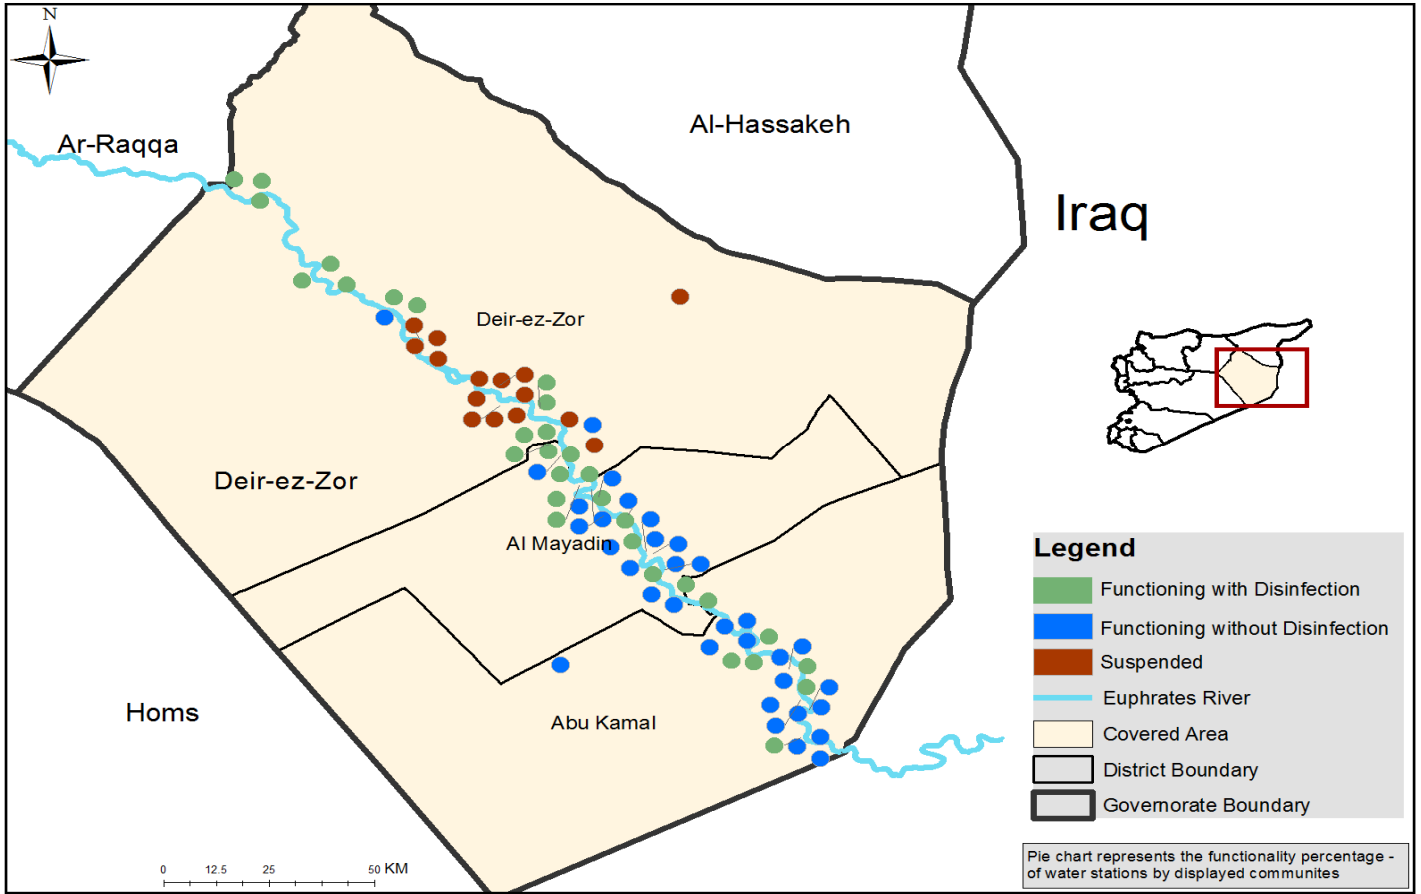 N
Ar-Raqqa
Al-Hassakeh
Iraq
Deir-ez-Zor
Deir-ez-Zor
Al Mayadin
Homs
Abu Kamal
0 12.5 25 50 KM
Legend
Functioning with Disinfection
Functioning without Disinfection
Suspended
Euphrates River
Covered Area
District Boundary
Governorate Boundary
Pie chart represents the functionality percentage -
of water stations by displayed communites